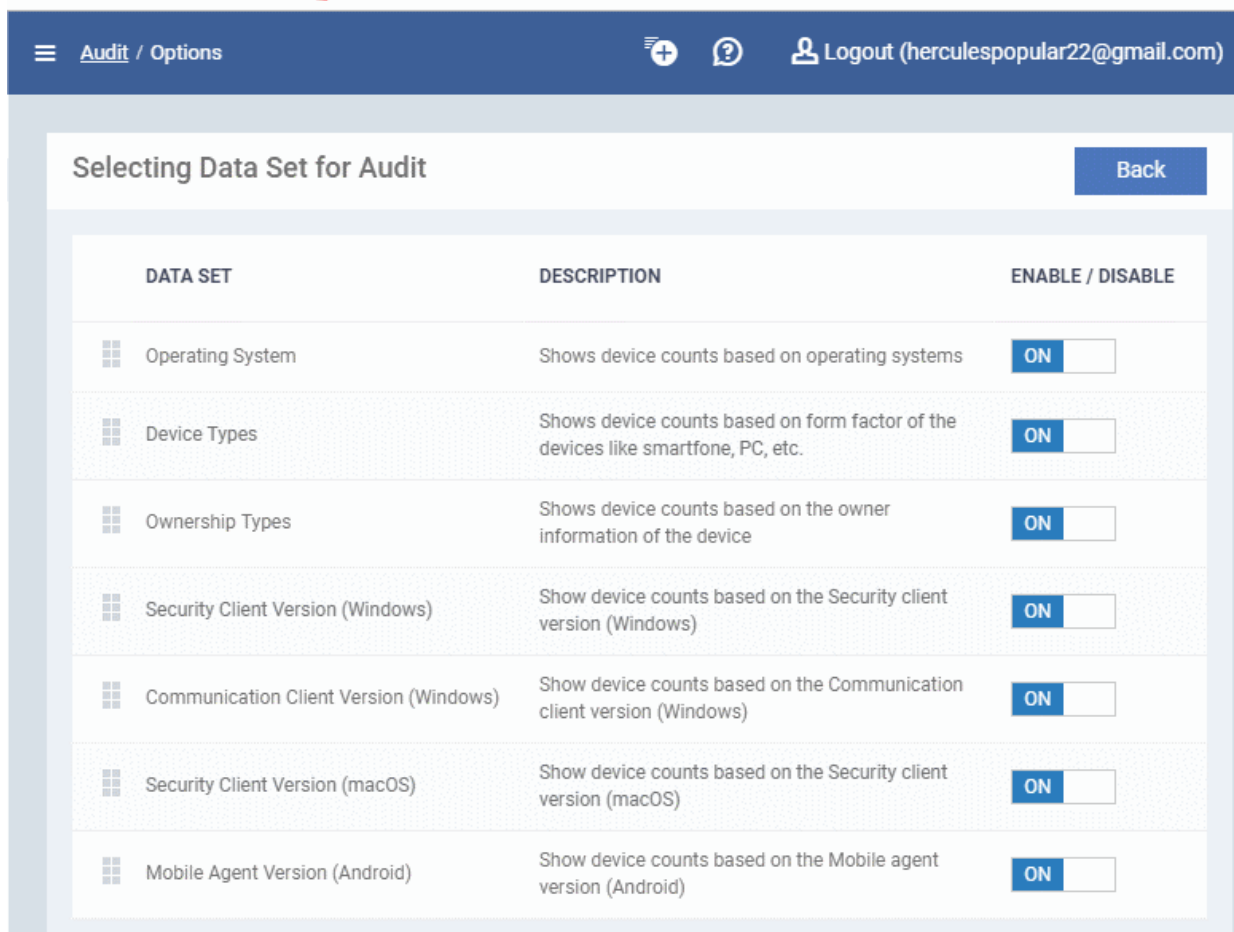 Audit / Options
Logout (herculespopular22@gmail.com)
Selecting Data Set for Audit
Back
DATA SET DESCRIPTION ENABLE / DISABLE
Operating System Shows device counts based on operating systems ON
Device Types Shows device counts based on form factor of the
devices like smartfone, PC, etc. ON
Ownership Types Shows device counts based on the owner
information of the device ON
Security Client Version (Windows) Show device counts based on the Security client
version (Windows) ON
Communication Client Version (Windows) Show device counts based on the Communication
client version (Windows) ON
Security Client Version (macOS) Show device counts based on the Security client
version (macOS) ON
Mobile Agent Version (Android) Show device counts based on the Mobile agent
version (Android) ON